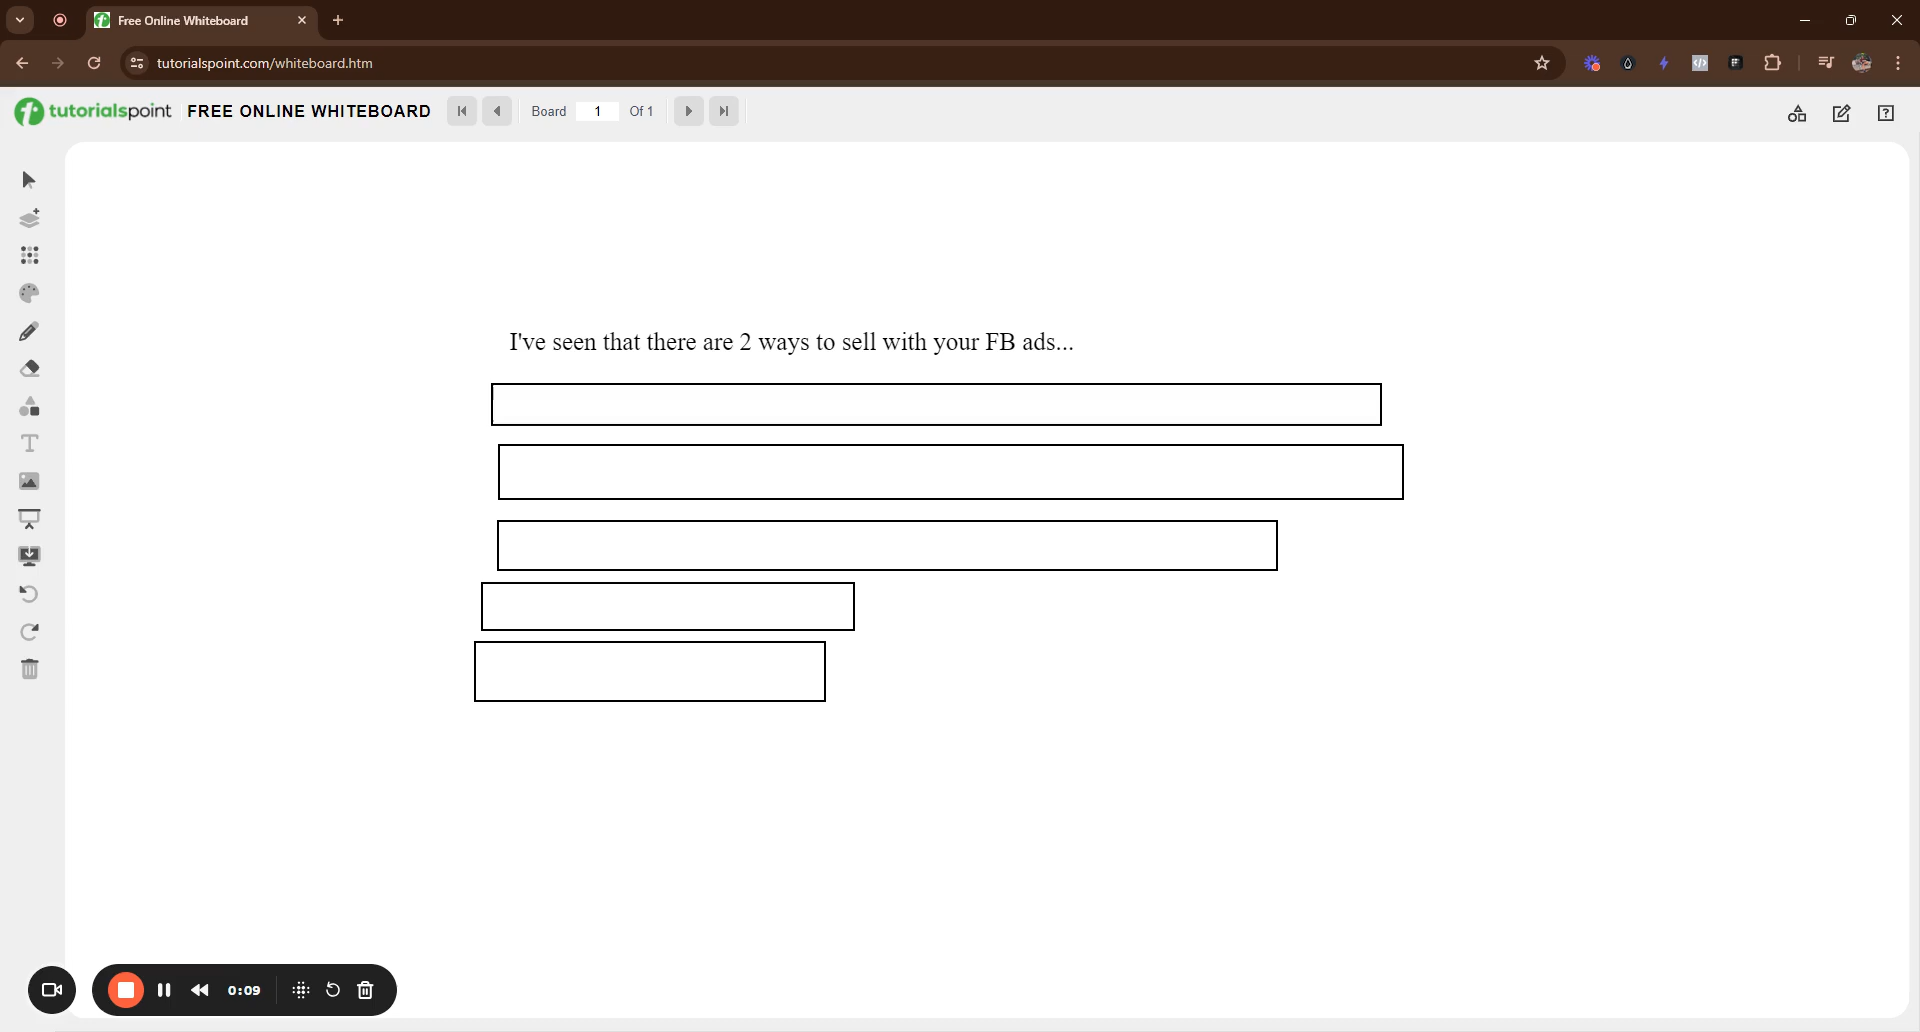 Free Online Whiteboard
tutorialspoint.com/whiteboard.htm
tutorialspoint FREE ONLINE WHITEBOARD Board 1 Of 1
I've seen that there are 2 ways to sell with your FB ads...
0:09